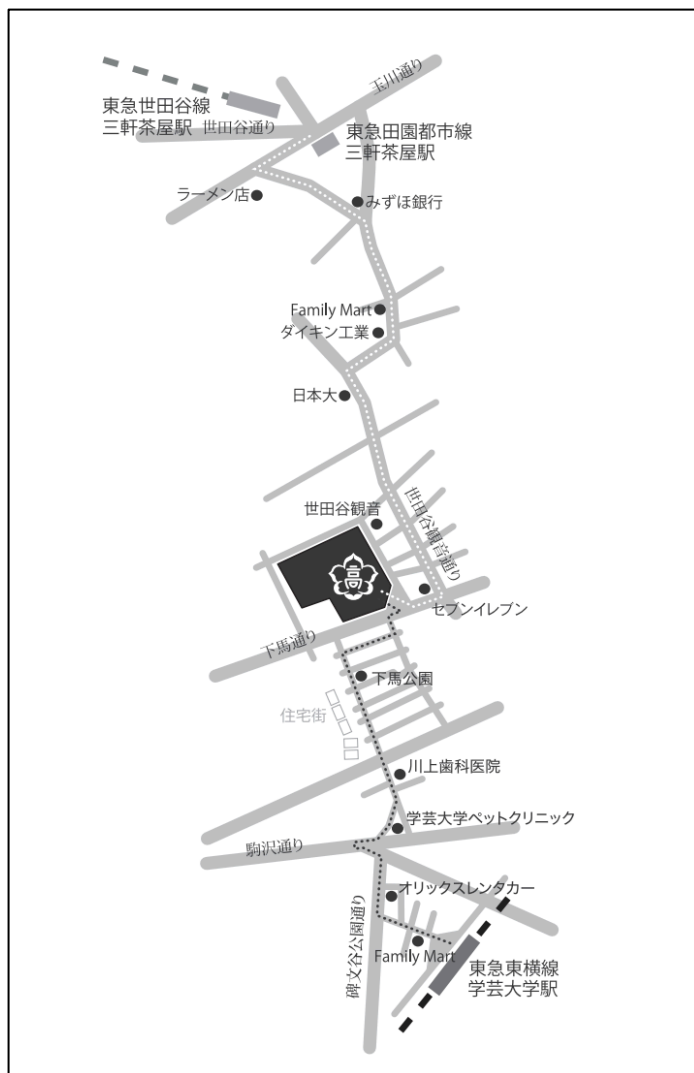 玉川通り
東急世田谷線
三軒茶屋駅
世田谷通り
東急田園都市線
三軒茶屋駅
ラーメン店
みずほ銀行
Family Mart
ダイキン工業
日本大
世田谷観音
世田谷観音通り
高
セブンイレブン
下馬通り
下馬公園
住宅街
川上歯科医院
学芸大学ペットクリニック
駒沢通り
オリックスレンタカー
碑文谷公園通り
Family Mart
東急東横線
学芸大学駅